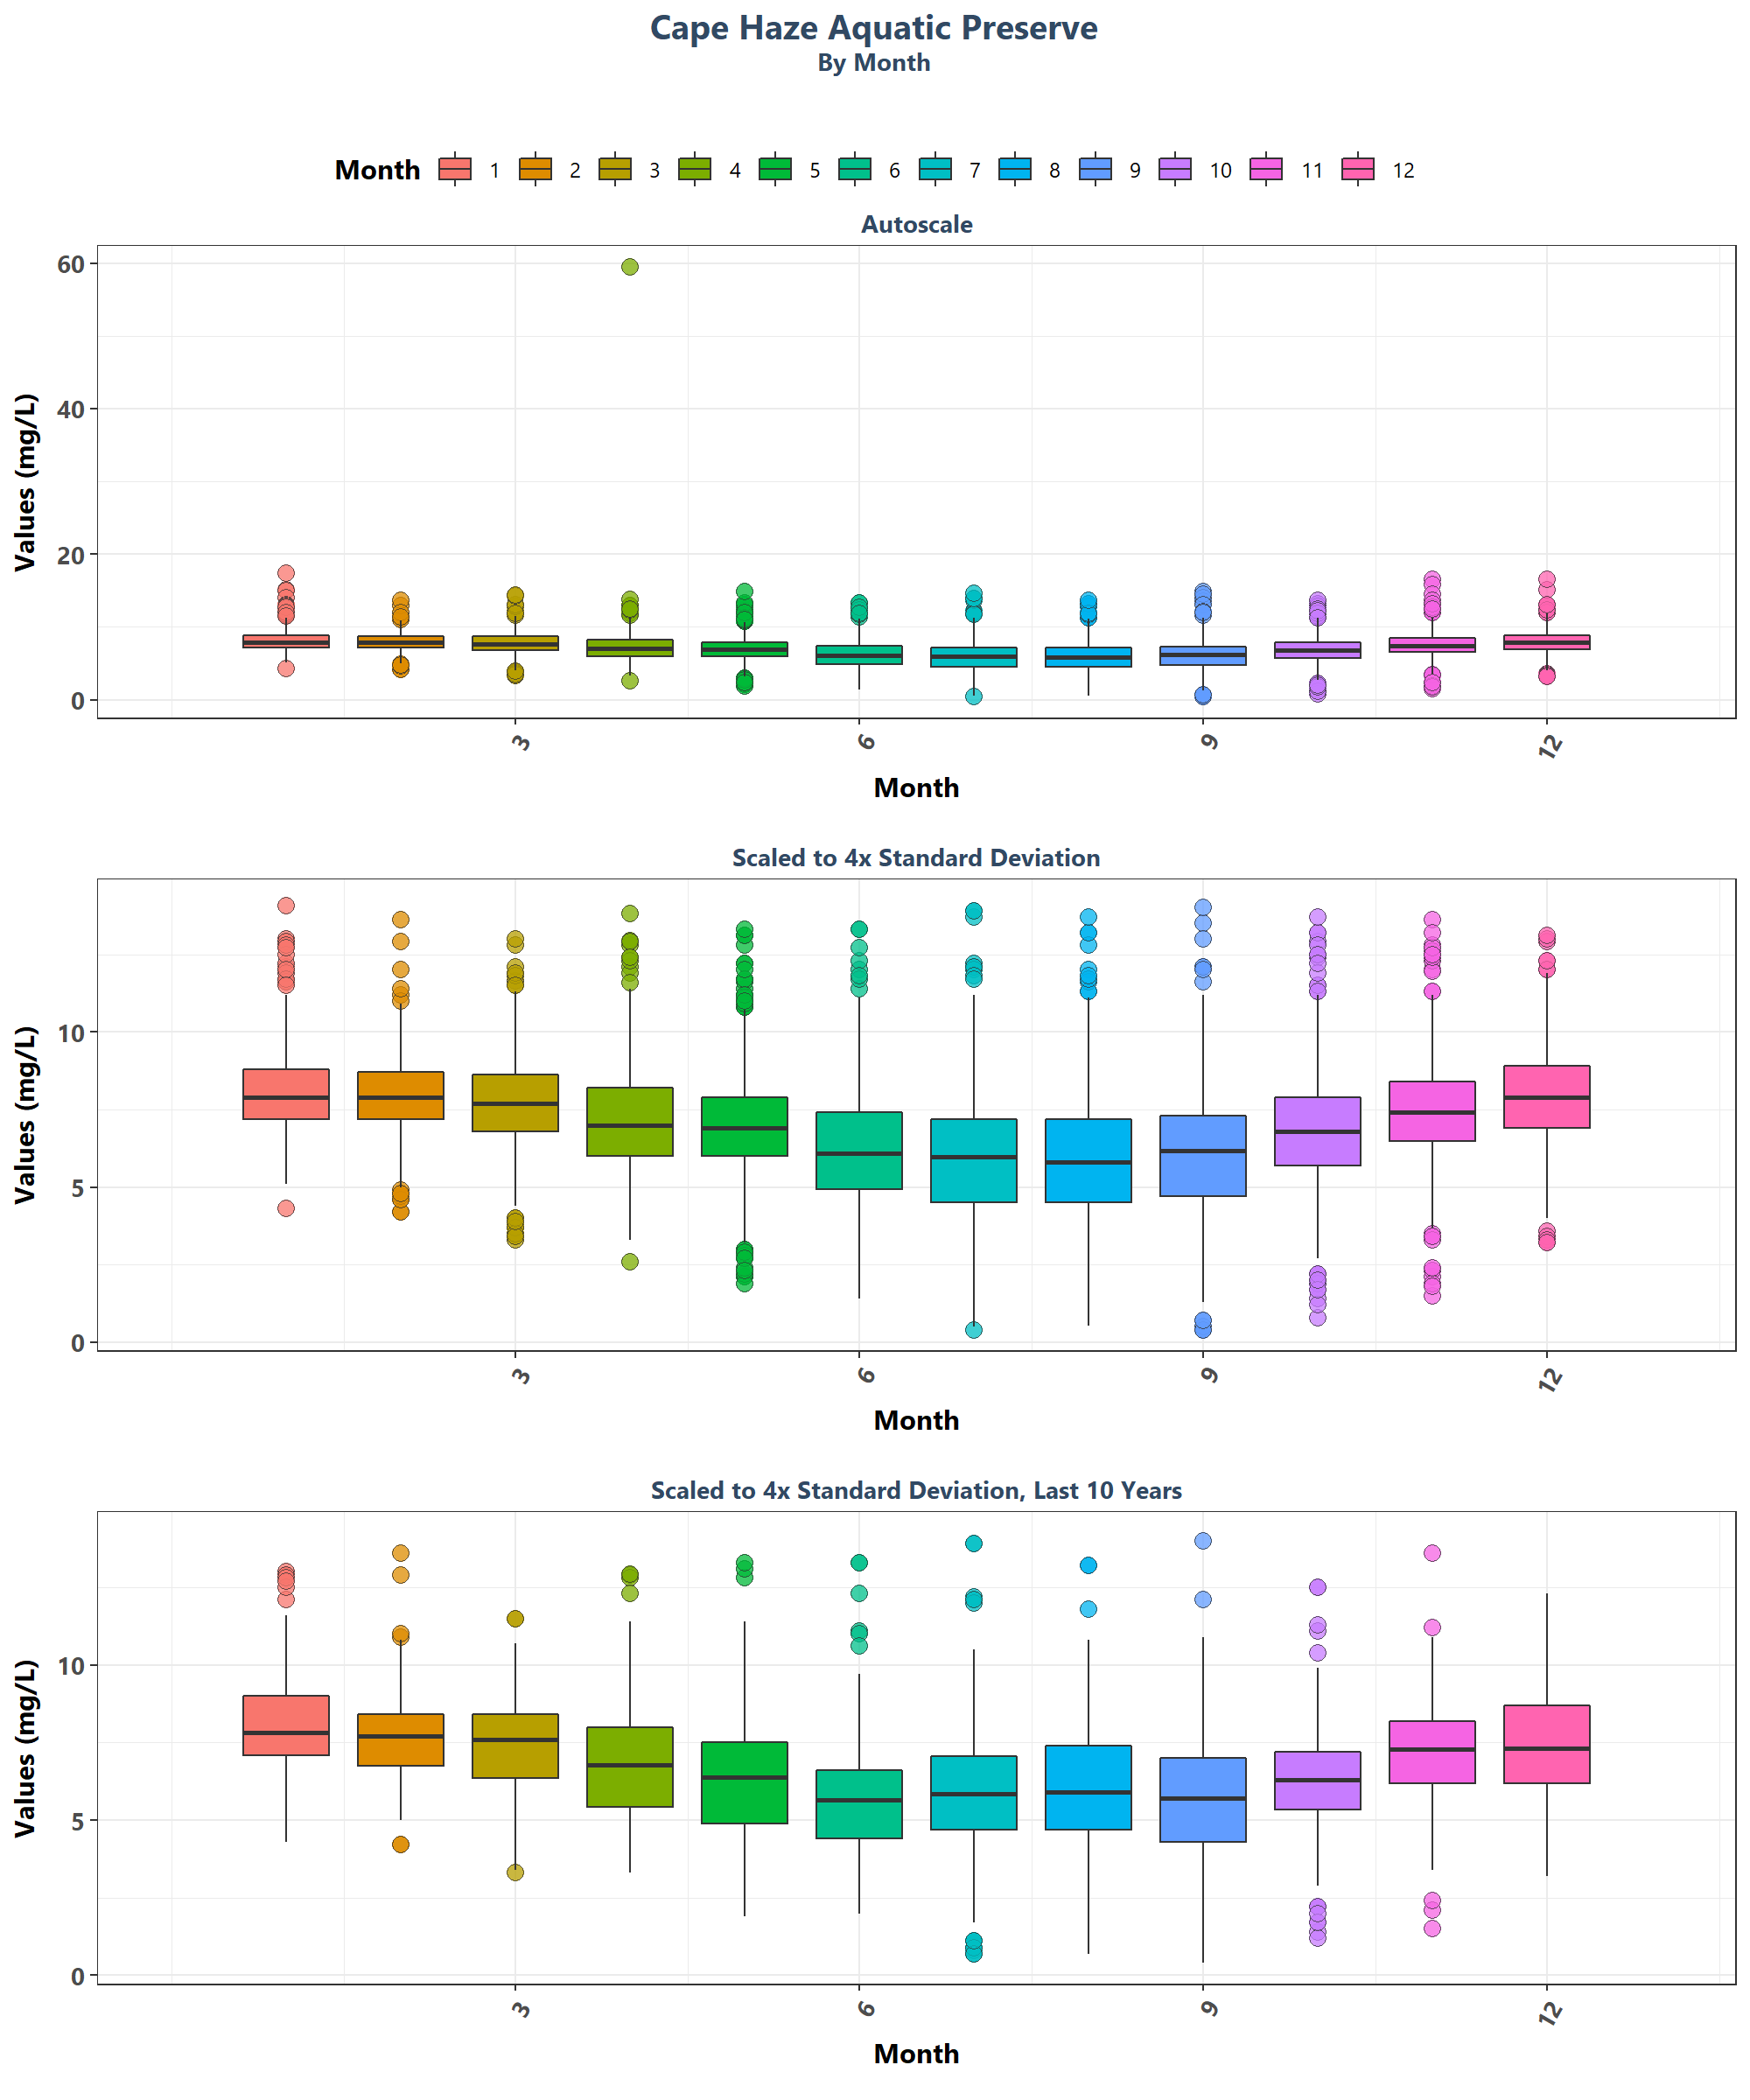 Cape Haze Aquatic Preserve
By Month
Month 1 2 3 4 5 6 7 8 9 10 11 12
Autoscale
Values (mg/L)
60
40
20
0
3 6 9 12
Month
Scaled to 4x Standard Deviation
Values (mg/L)
10
5
0
3 6 9 12
Month
Scaled to 4x Standard Deviation, Last 10 Years
Values (mg/L)
10
5
0
3 6 9 12
Month